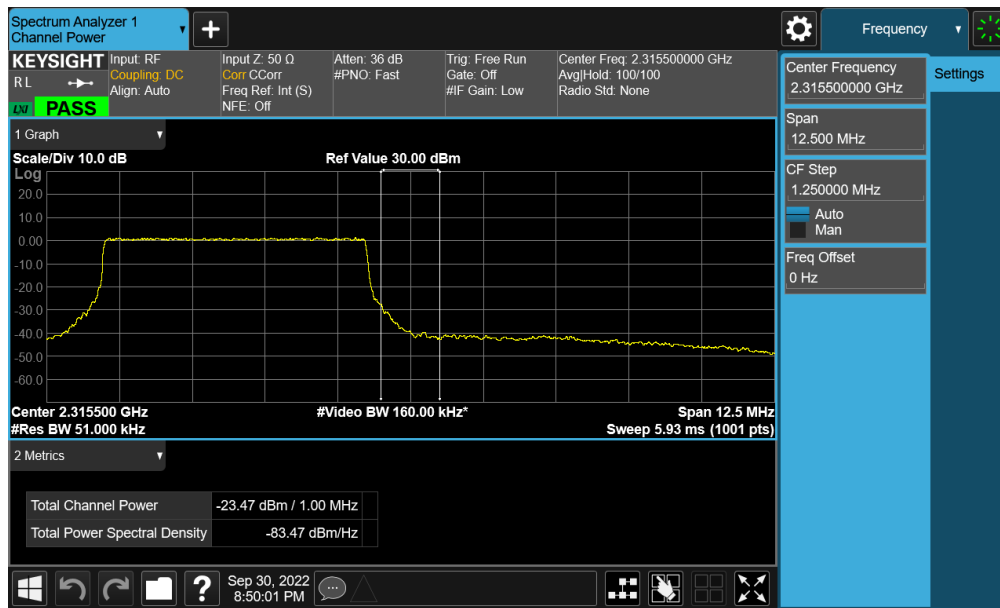 Spectrum Analyzer 1
Channel Power
Frequency
KEYSIGHT
R L
LXI
PASS
Input: RF
Coupling: DC
Align: Auto
Input Z: 50 Ω
Corr CCorr
Freq Ref: Int (S)
NFE: Off
Atten: 36 dB
#PNO: Fast
Trig: Free Run
Gate: Off
#IF Gain: Low
Center Freq: 2.315500000 GHz
Avg|Hold: 100/100
Radio Std: None
Center Frequency
2.315500000 GHz
Settings
Span
12.500 MHz
CF Step
1.250000 MHz
Auto
Man
Freq Offset
0 Hz
1 Graph
Scale/Div 10.0 dB
Ref Value 30.00 dBm
Log
20.0
10.0
0.00
-10.0
-20.0
-30.0
-40.0
-50.0
-60.0
Center 2.315500 GHz
#Video BW 160.00 kHz*
Span 12.5 MHz
#Res BW 51.000 kHz
Sweep 5.93 ms (1001 pts)
2 Metrics
Total Channel Power
-23.47 dBm / 1.00 MHz
Total Power Spectral Density
-83.47 dBm/Hz
?
Sep 30, 2022
8:50:01 PM